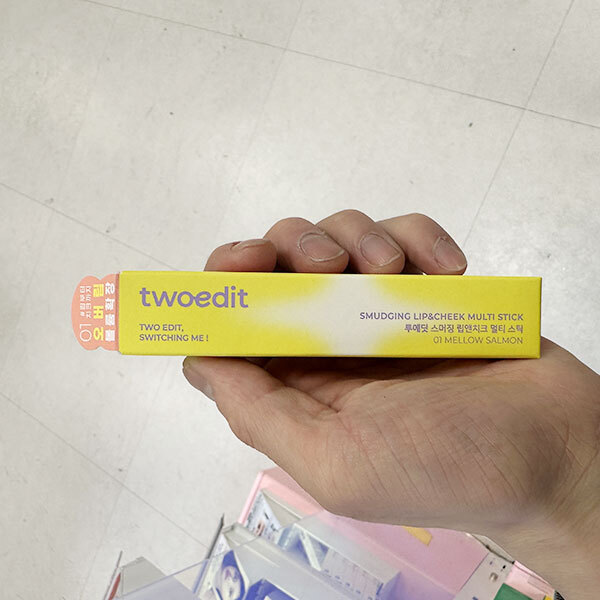 twoedit
TWO EDIT,
SWITCHING ME !
SMUDGING LIP&CHEEK MULTI STICK
투에딧 스머징 립앤치크 멀티 스틱
01 MELLOW SALMON